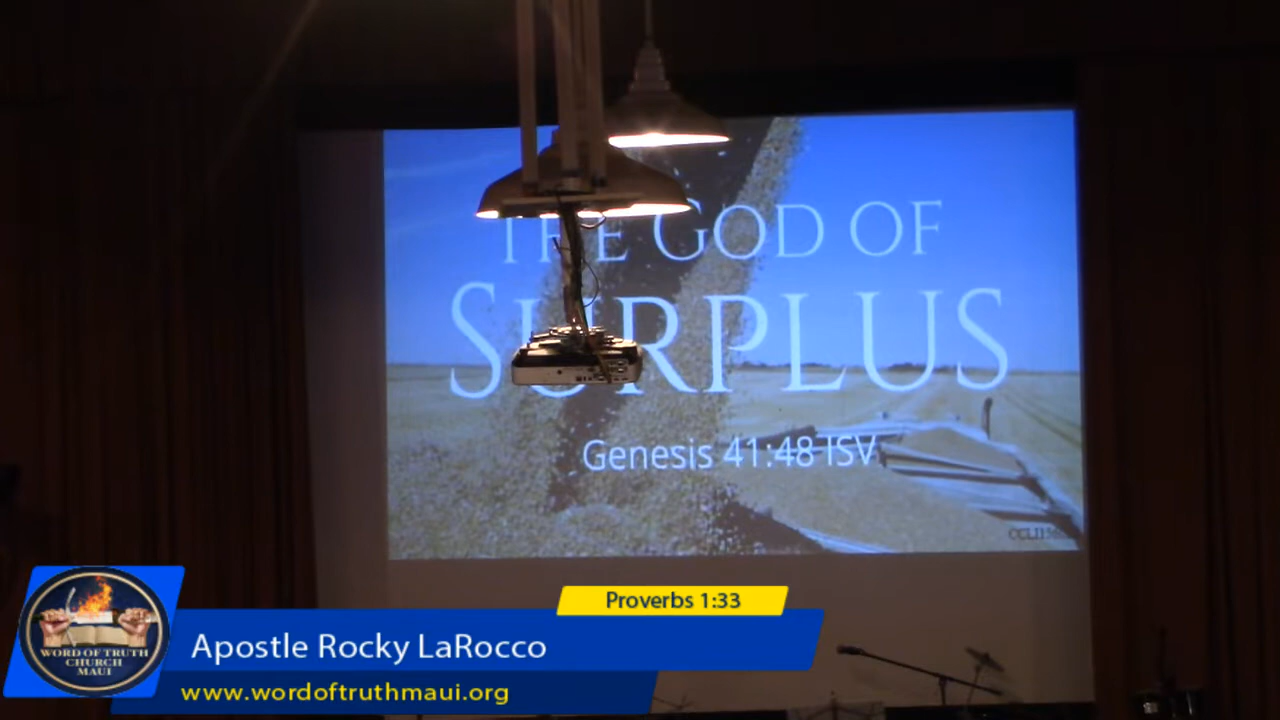 THE GOD OF
SURPLUS
Genesis 41:48 ISV
Proverbs 1:33
Apostle Rocky LaRocco
www.wordoftruthmaui.org
WORD OF TRUTH
CHURCH
MAUI